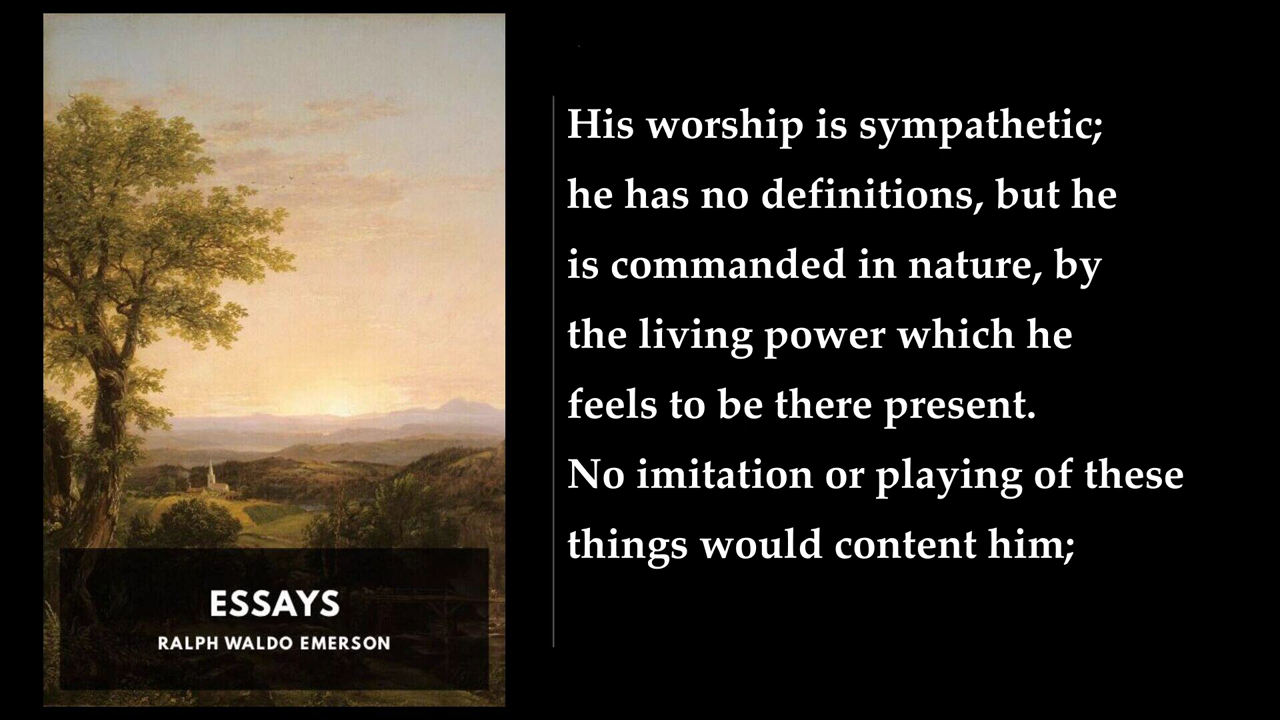 ESSAYS
RALPH WALDO EMERSON
His worship is sympathetic;
he has no definitions, but he
is commanded in nature, by
the living power which he
feels to be there present.
No imitation or playing of these
things would content him;